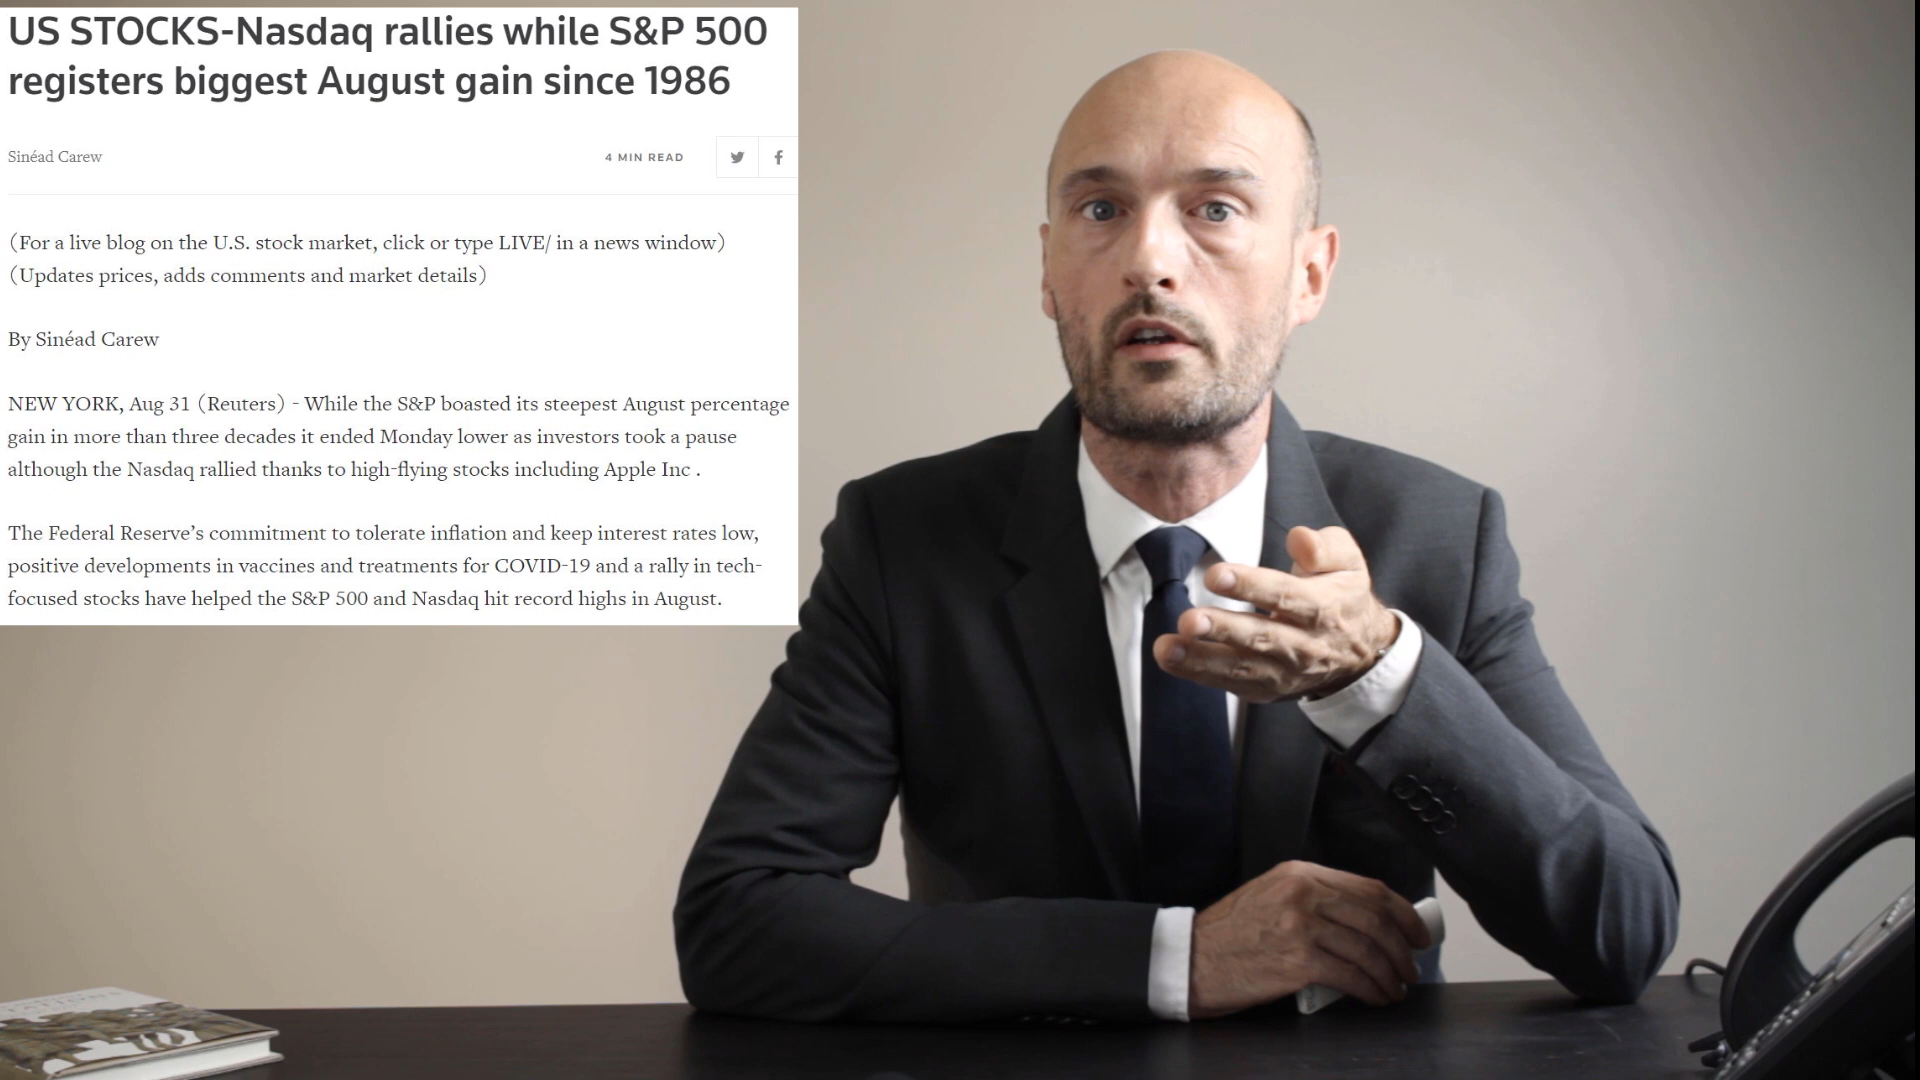 US STOCKS-Nasdaq rallies while S&P 500
registers biggest August gain since 1986
Sinéad Carew
4 MIN READ
(For a live blog on the U.S. stock market, click or type LIVE/ in a news window)
(Updates prices, adds comments and market details)
By Sinéad Carew
NEW YORK, Aug 31 (Reuters) - While the S&P boasted its steepest August percentage
gain in more than three decades it ended Monday lower as investors took a pause
although the Nasdaq rallied thanks to high-flying stocks including Apple Inc .
The Federal Reserve’s commitment to tolerate inflation and keep interest rates low,
positive developments in vaccines and treatments for COVID-19 and a rally in tech-
focused stocks have helped the S&P 500 and Nasdaq hit record highs in August.